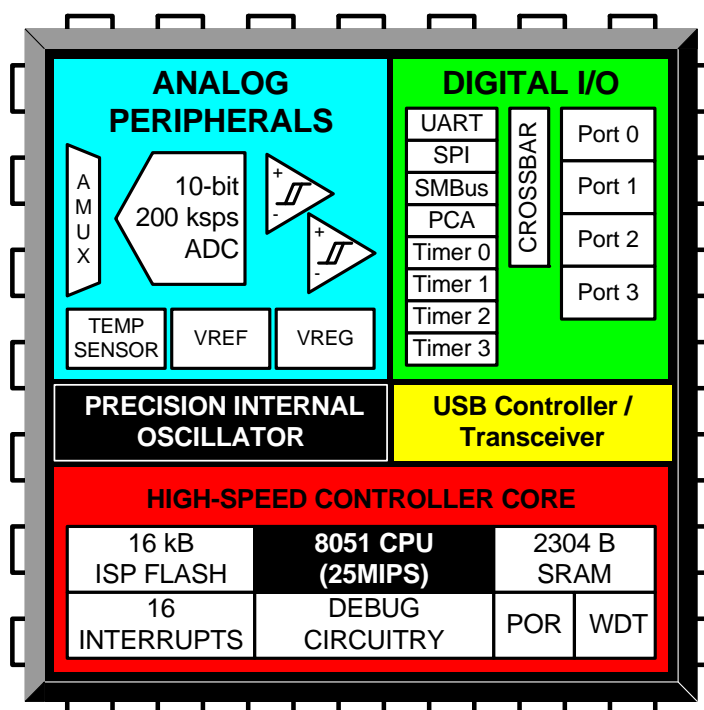 ANALOG
PERIPHERALS
A
M
U
X
10-bit
200 ksps
ADC
+
-
+
-
TEMP
SENSOR
VREF
VREG
DIGITAL I/O
UART
SPI
SMBus
PCA
Timer 0
Timer 1
Timer 2
Timer 3
CROSSBAR
Port 0
Port 1
Port 2
Port 3
PRECISION INTERNAL
OSCILLATOR
USB Controller /
Transceiver
HIGH-SPEED CONTROLLER CORE
16 kB
ISP FLASH
8051 CPU
(25MIPS)
2304 B
SRAM
16
INTERRUPTS
DEBUG
CIRCUITRY
POR
WDT